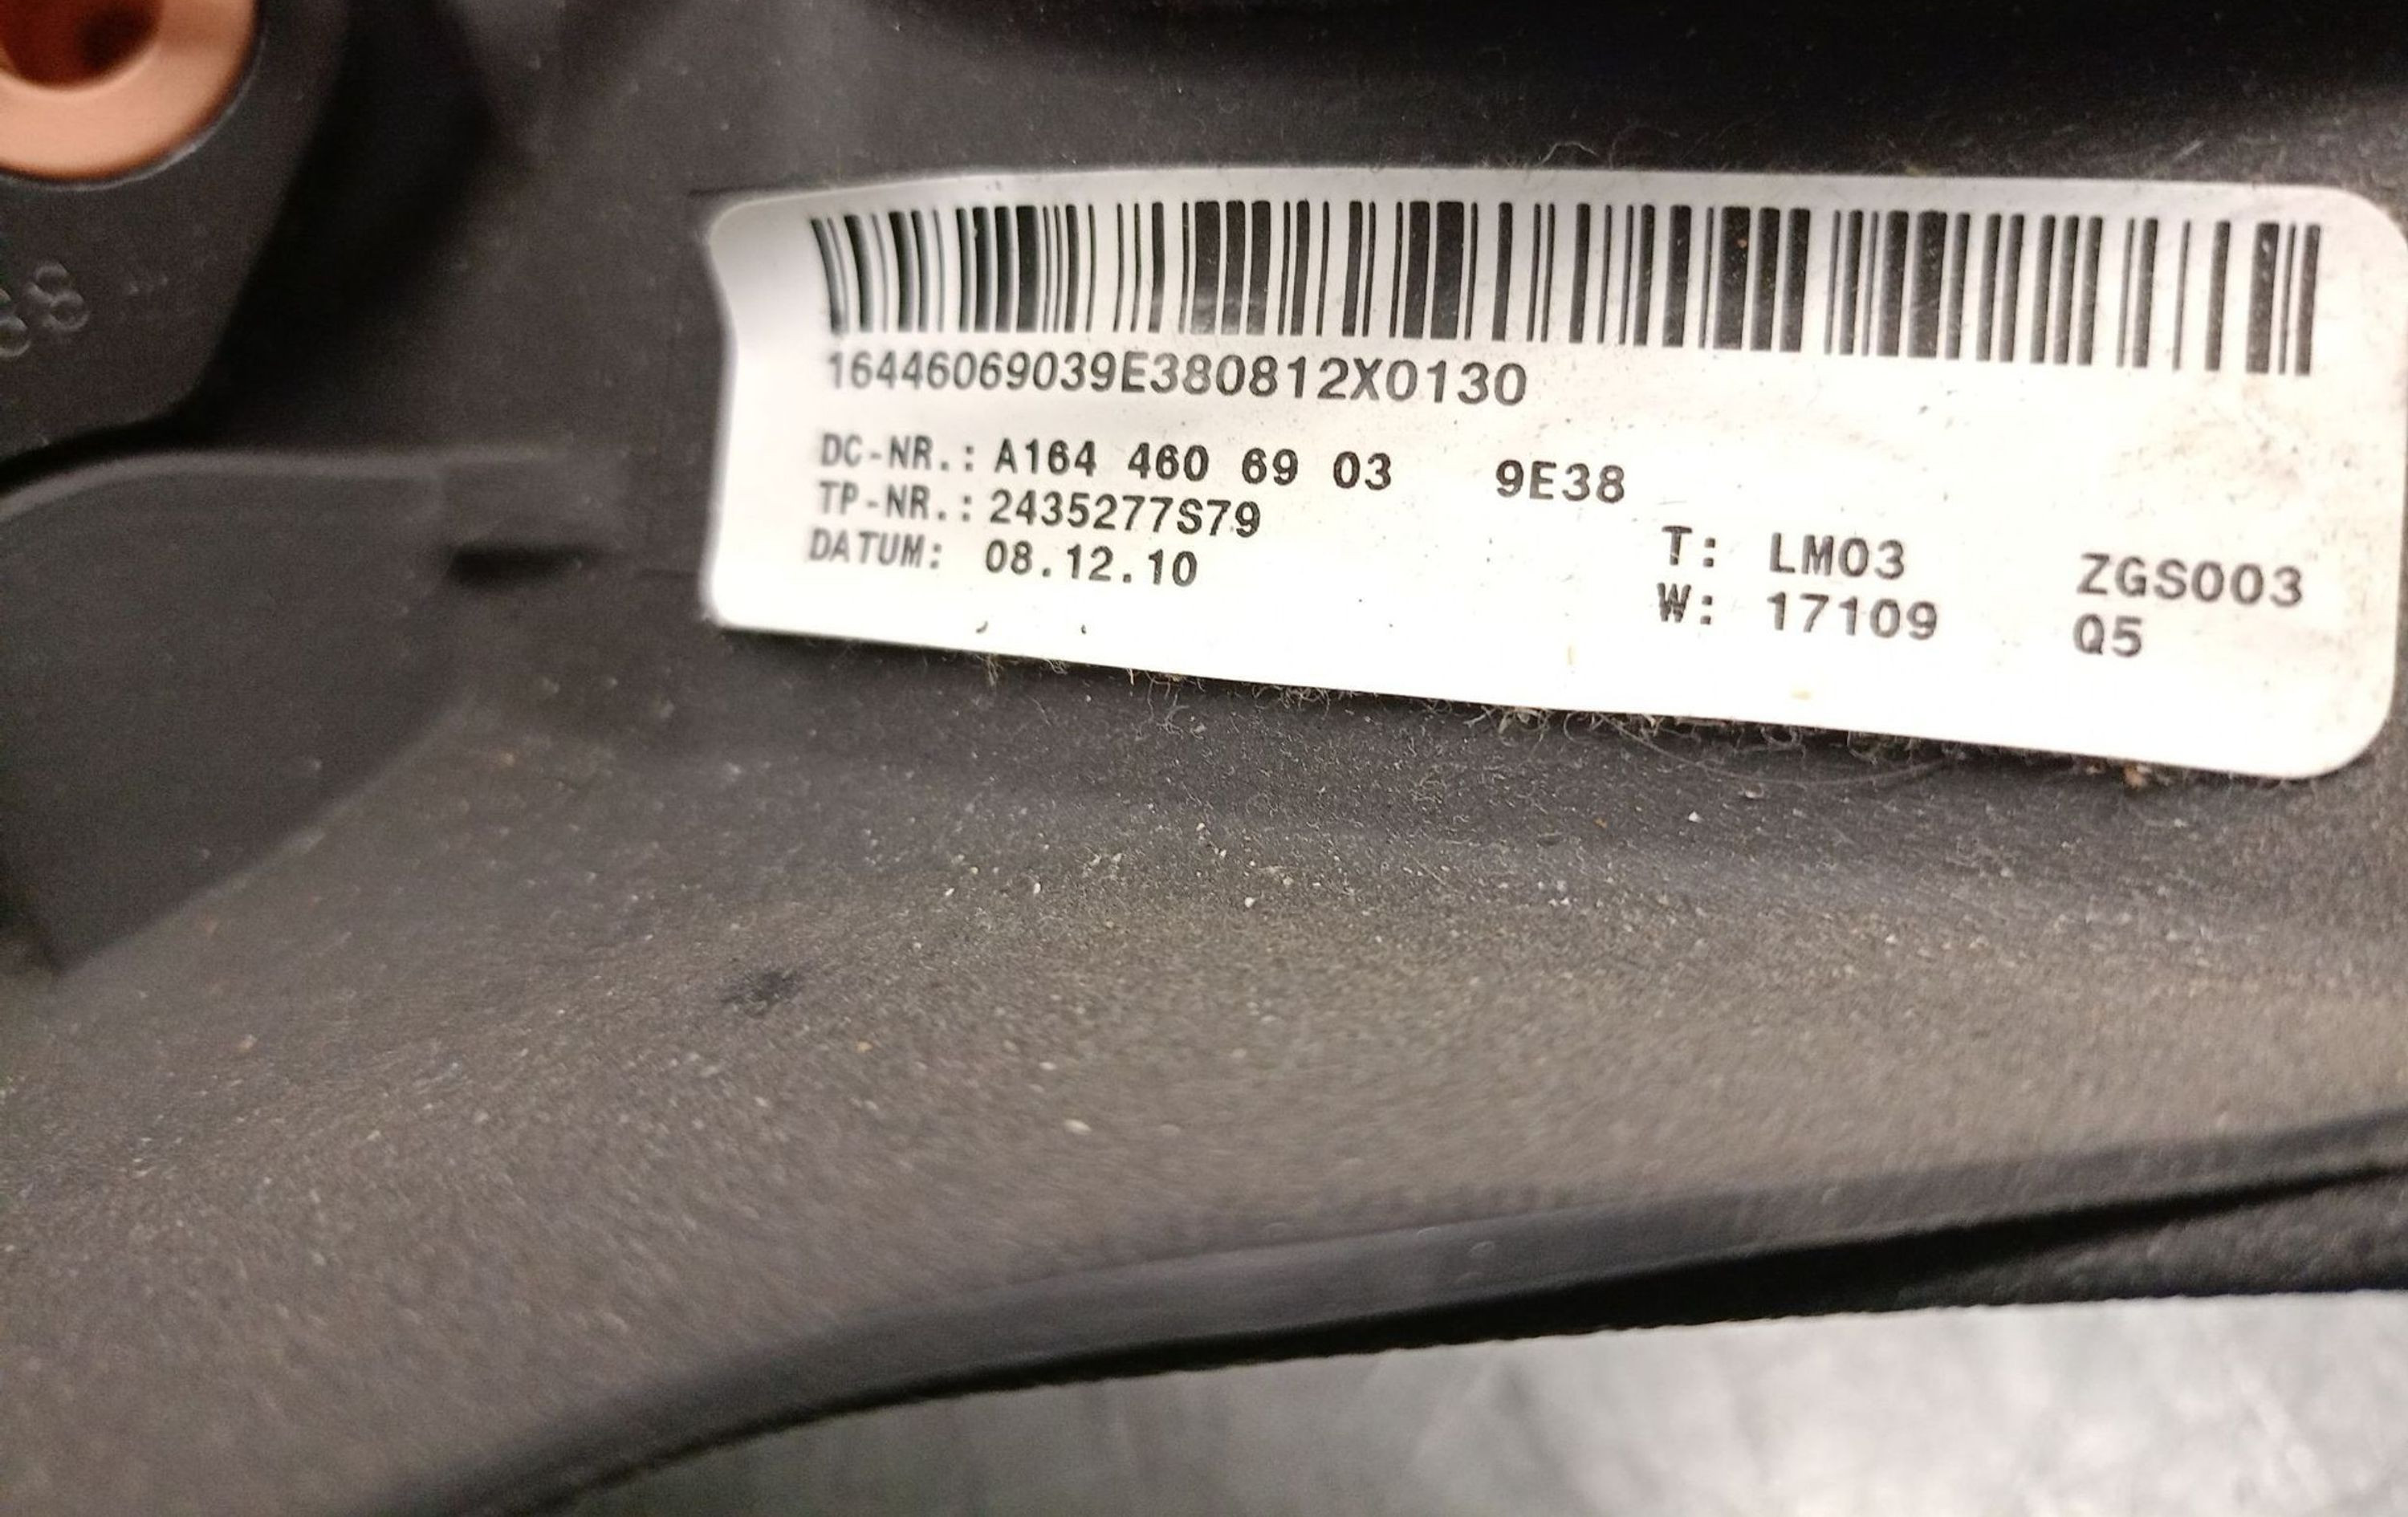 16446069039E380812X0130
DC-NR.: A164 460 69 03 9E38
TP-NR.: 2435277S79
DATUM: 08.12.10
T: LM03 ZGS003
W: 17109 Q5